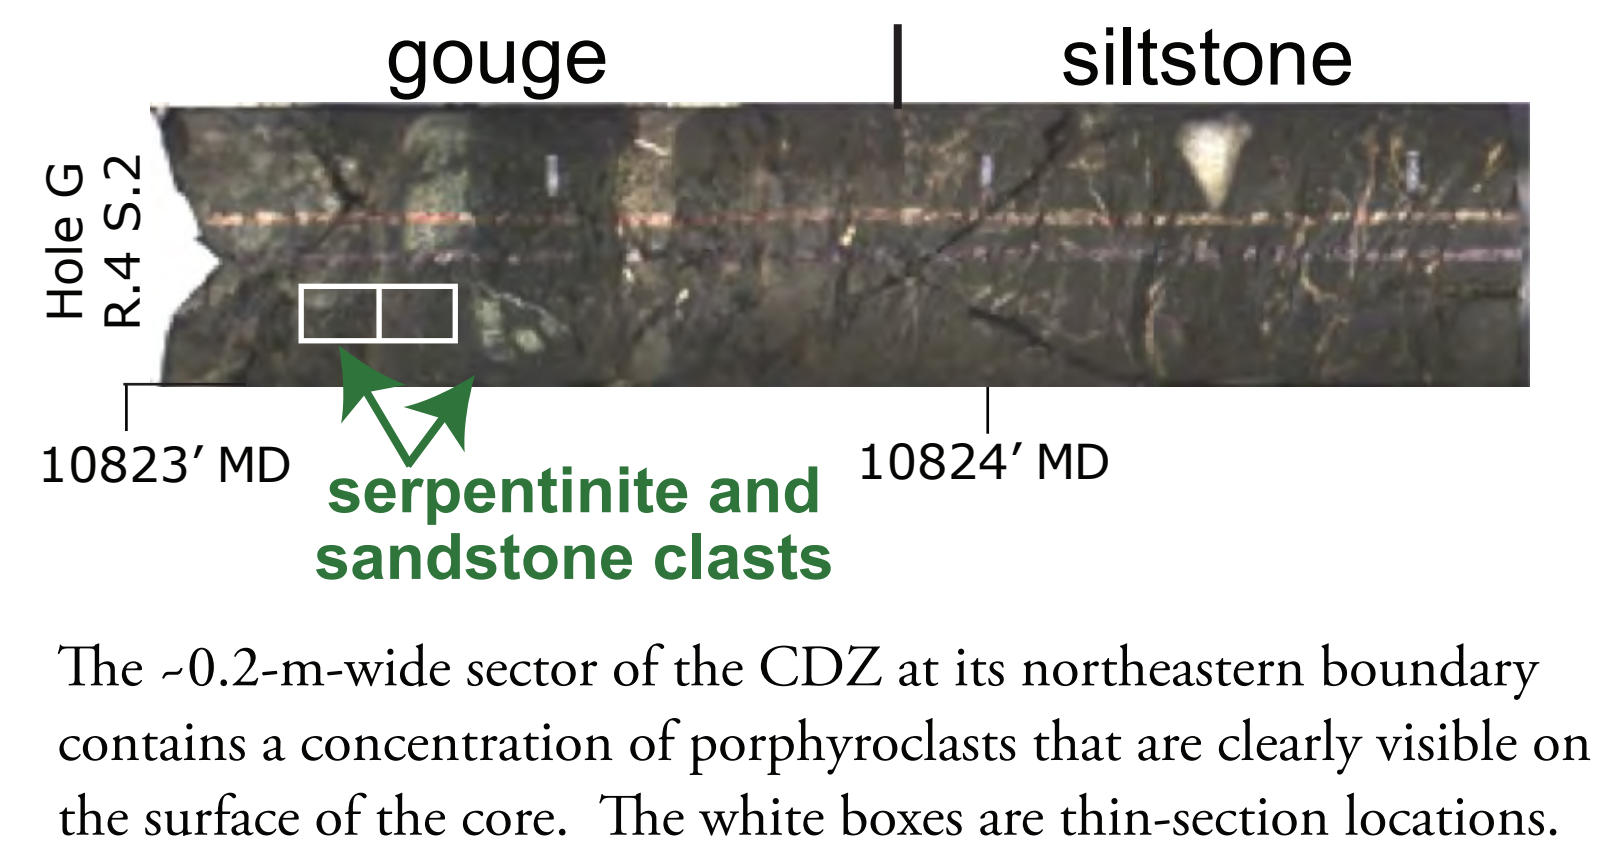 gouge
siltstone
Hole G
R.4 S.2
10823’ MD
10824’ MD
serpentinite and
sandstone clasts
The ~0.2-m-wide sector of the CDZ at its northeastern boundary
contains a concentration of porphyroclasts that are clearly visible on
the surface of the core.  The white boxes are thin-section locations.